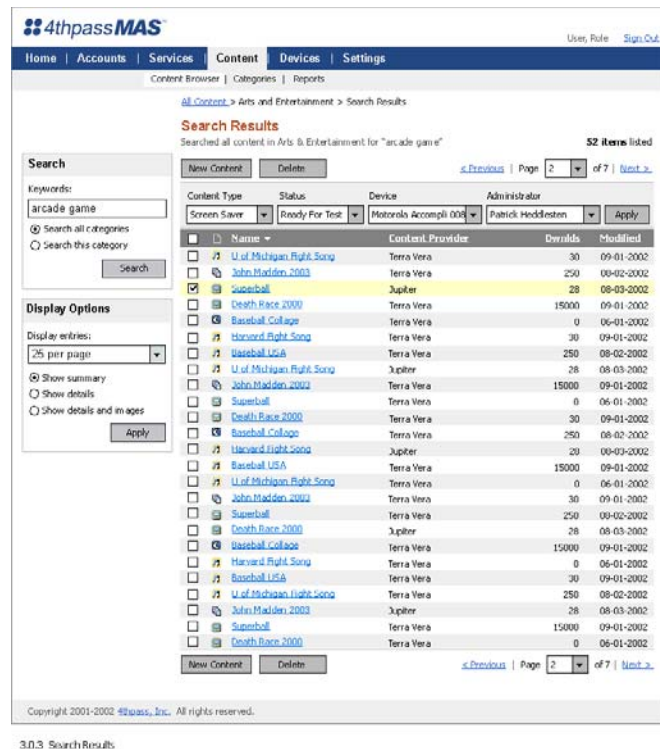 4thpass MAS
User, Role Sign Out
Home | Accounts | Services | Content | Devices | Settings
Content Browser | Categories | Reports
All Content > Arts and Entertainment > Search Results
Search Results
Searched all content in Arts & Entertainment for "arcade game" 52 items listed
Search
New Content Delete < Previous | Page 2 of 7 | Next >
Keywords:
arcade game
Search all categories
Search this category
Search
Content Type Status Device Administrator
Screen Saver Ready For Test Motorola Accompli 008 Patrick Heddlesten Apply
Name Content Provider Dwnlds Modified
U of Michigan Fight Song Terra Vera 30 09-01-2002
John Madden 2003 Terra Vera 250 08-02-2002
Superball Jupiter 28 08-03-2002
Death Race 2000 Terra Vera 15000 09-01-2002
Baseball Collage Terra Vera 0 06-01-2002
Harvard Fight Song Terra Vera 30 09-01-2002
Baseball USA Terra Vera 250 08-02-2002
U of Michigan Fight Song Jupiter 28 08-03-2002
John Madden 2003 Terra Vera 15000 09-01-2002
Superball Terra Vera 0 06-01-2002
Death Race 2000 Terra Vera 30 09-01-2002
Baseball Collage Terra Vera 250 08-02-2002
Harvard Fight Song Jupiter 28 08-03-2002
Baseball USA Terra Vera 15000 09-01-2002
U of Michigan Fight Song Terra Vera 0 06-01-2002
John Madden 2003 Terra Vera 30 09-01-2002
Superball Terra Vera 250 08-02-2002
Death Race 2000 Jupiter 28 08-03-2002
Baseball Collage Terra Vera 15000 09-01-2002
Harvard Fight Song Terra Vera 0 06-01-2002
Baseball USA Terra Vera 30 09-01-2002
U of Michigan Fight Song Terra Vera 250 08-02-2002
John Madden 2003 Jupiter 28 08-03-2002
Superball Terra Vera 15000 09-01-2002
Death Race 2000 Terra Vera 0 06-01-2002
Display Options
Display entries:
25 per page
Show summary
Show details
Show details and images
Apply
New Content Delete < Previous | Page 2 of 7 | Next >
Copyright 2001-2002 4thpass, Inc. All rights reserved.
3.0.3 Search Results